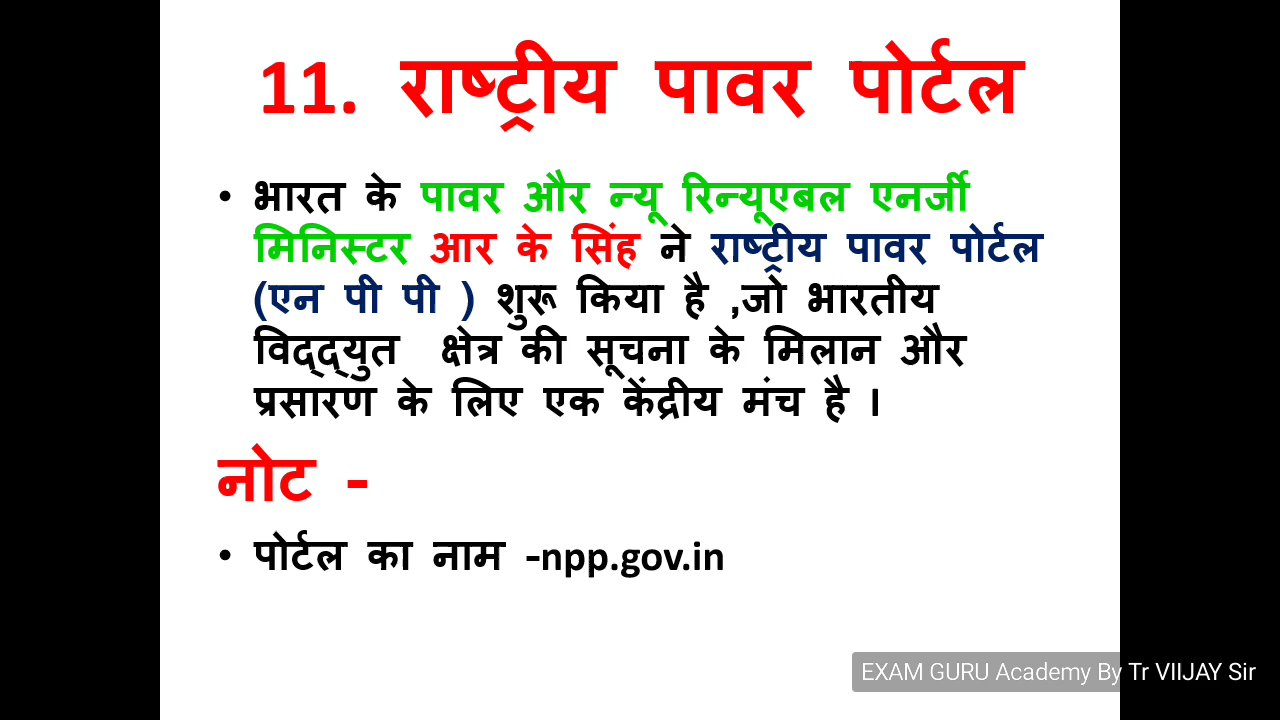 11. राष्ट्रीय पावर पोर्टल
• भारत के पावर और न्यू रिन्यूएबल एनर्जी
मिनिस्टर आर के सिंह ने राष्ट्रीय पावर पोर्टल
(एन पी पी ) शुरू किया है ,जो भारतीय
विद्द्युत क्षेत्र की सूचना के मिलान और
प्रसारण के लिए एक केंद्रीय मंच है ।
नोट -
• पोर्टल का नाम -npp.gov.in
EXAM GURU Academy By Tr VIIJAY Sir